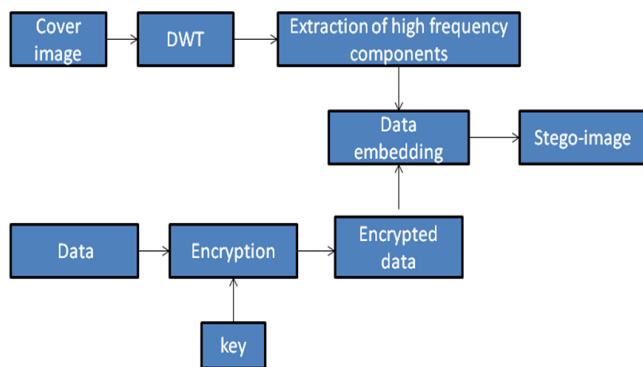 Cover
image
DWT
Extraction of high frequency
components
Data
embedding
Stego-image
Data
Encryption
Encrypted
data
key